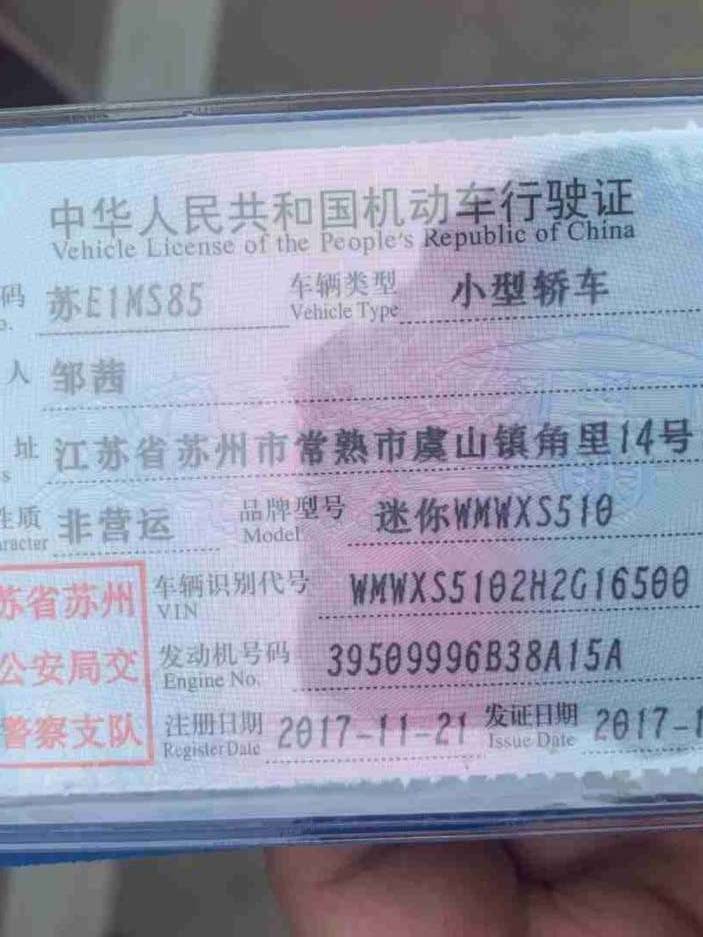 中华人民共和国机动车行驶证
Vehicle License of the People's Republic of China
码 苏E1MS85 车辆类型 小型轿车
o. Vehicle Type
人 邹茜
址 江苏省苏州市常熟市虞山镇角里14号
s
性质 非营运 品牌型号 迷你WMWXS510
aracter Model
苏省苏州 车辆识别代号 WMWXS5102H2G16500
VIN
公安局交 发动机号码 39509996B38A15A
Engine No.
警察支队 注册日期 2017-11-21 发证日期 2017-1
Register Date Issue Date